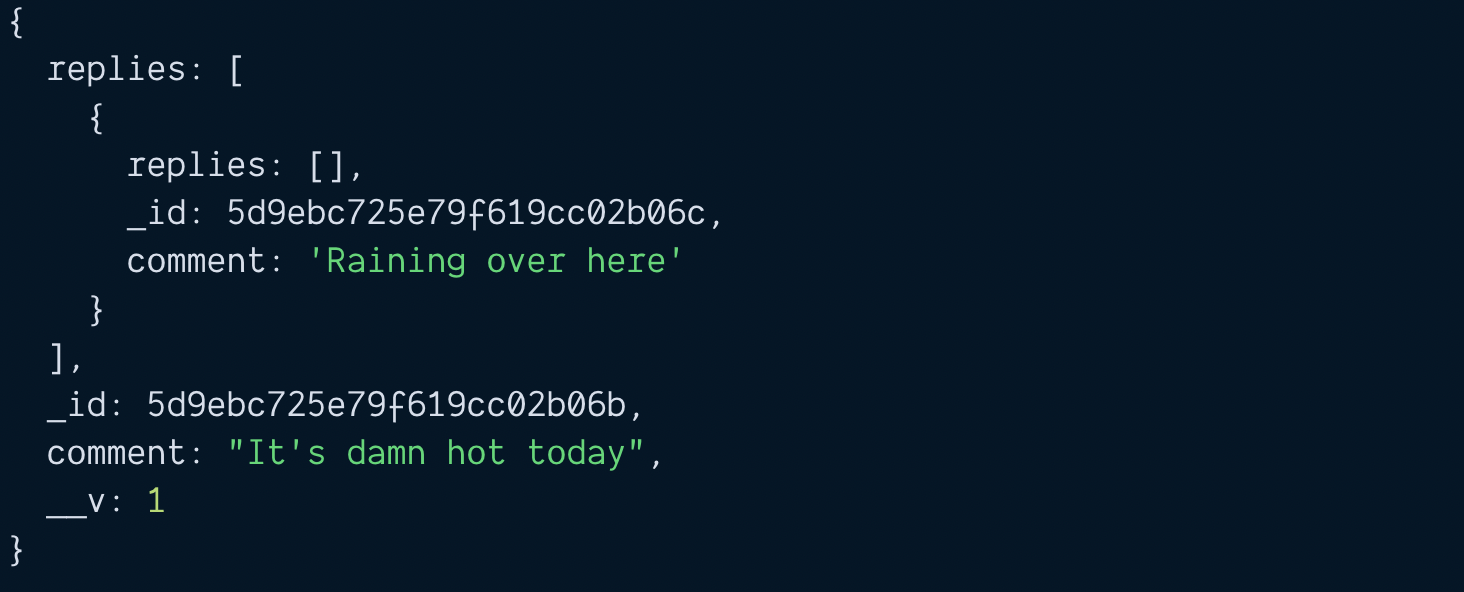 {
  replies: [
    {
      replies: [],
      _id: 5d9ebc725e79f619cc02b06c,
      comment: 'Raining over here'
    }
  ],
  _id: 5d9ebc725e79f619cc02b06b,
  comment: "It's damn hot today",
  __v: 1
}